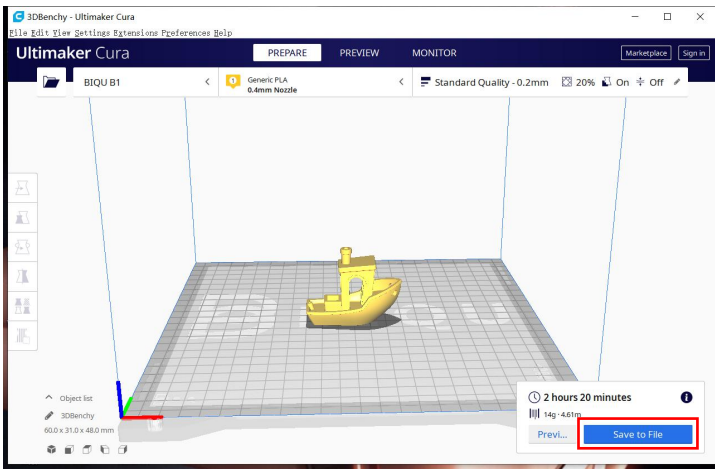 3DBenchy - Ultimaker Cura
File Edit View Settings Extensions Preferences Help
Ultimaker Cura PREPARE PREVIEW MONITOR Marketplace Sign in
BIQU B1 < 1 Generic PLA < Standard Quality - 0.2mm 20% On Off
0.4mm Nozzle
Object list
3DBenchy
60.0 x 31.0 x 48.0 mm
2 hours 20 minutes
14g · 4.61m
Previ... Save to File